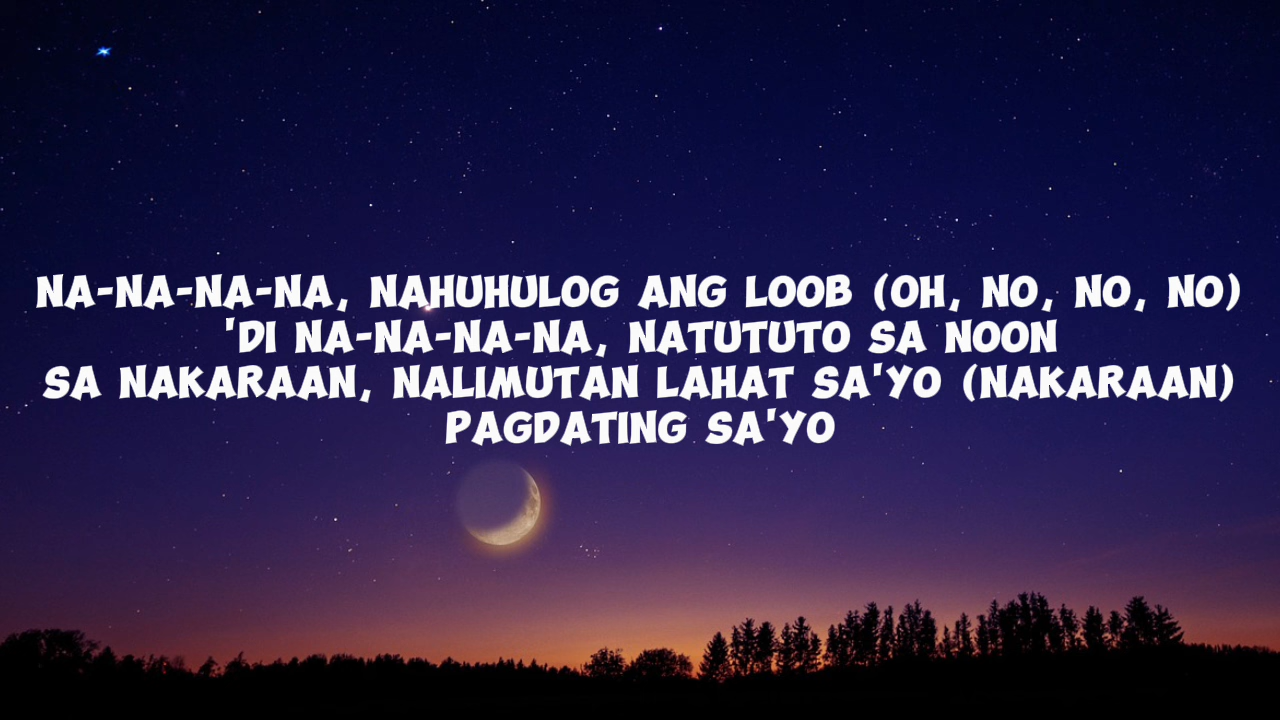 NA-NA-NA-NA, NAHUHULOG ANG LOOB (OH, NO, NO, NO)
'DI NA-NA-NA-NA, NATUTUTO SA NOON
SA NAKARAAN, NALIMUTAN LAHAT SA'YO (NAKARAAN)
PAGDATING SA'YO